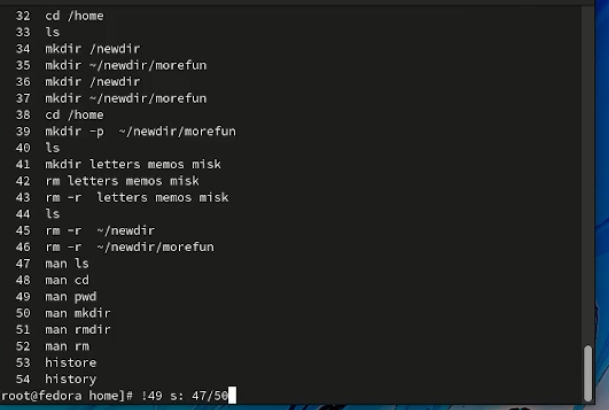 32 cd /home
33 ls
34 mkdir /newdir
35 mkdir ~/newdir/morefun
36 mkdir /newdir
37 mkdir ~/newdir/morefun
38 cd /home
39 mkdir -p ~/newdir/morefun
40 ls
41 mkdir letters memos misk
42 rm letters memos misk
43 rm -r letters memos misk
44 ls
45 rm -r ~/newdir
46 rm -r ~/newdir/morefun
47 man ls
48 man cd
49 man pwd
50 man mkdir
51 man rmdir
52 man rm
53 histore
54 history
root@fedora home]# !49 s: 47/50